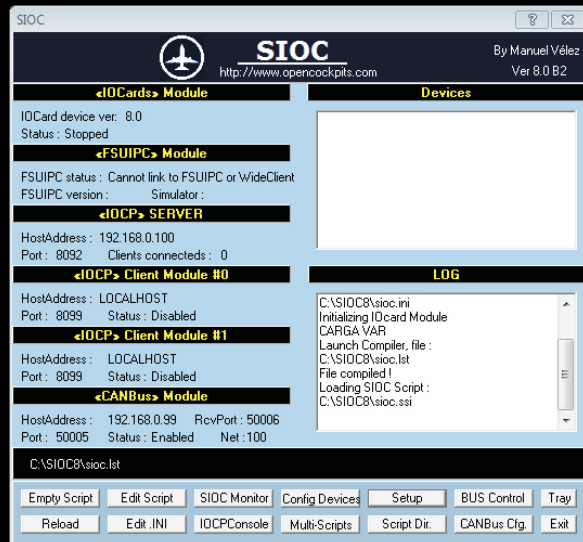 SIOC
SIOC
http://www.opencockpits.com
By Manuel Vélez
Ver 8.0 B2
«IOCards» Module
IOCard device ver: 8.0
Status : Stopped
«FSUIPC» Module
FSUIPC status : Cannot link to FSUIPC or WideClient
FSUIPC version : Simulator :
«IOCP» SERVER
HostAddress : 192.168.0.100
Port : 8092 Clients connecteds : 0
«IOCP» Client Module #0
HostAddress : LOCALHOST
Port : 8099 Status : Disabled
«IOCP» Client Module #1
HostAddress : LOCALHOST
Port : 8099 Status : Disabled
«CANBus» Module
HostAddress : 192.168.0.99 RcvPort : 50006
Port : 50005 Status : Enabled Net :100
Devices
LOG
C:\SIOC8\sioc.ini
Initializing IOcard Module
CARGA VAR
Launch Compiler, file :
C:\SIOC8\sioc.lst
File compiled !
Loading SIOC Script :
C:\SIOC8\sioc.ssi
C:\SIOC8\sioc.lst
Empty Script Edit Script SIOC Monitor Config Devices Setup BUS Control Tray
Reload Edit .INI IOCPConsole Multi-Scripts Script Dir. CANBus Cfg. Exit